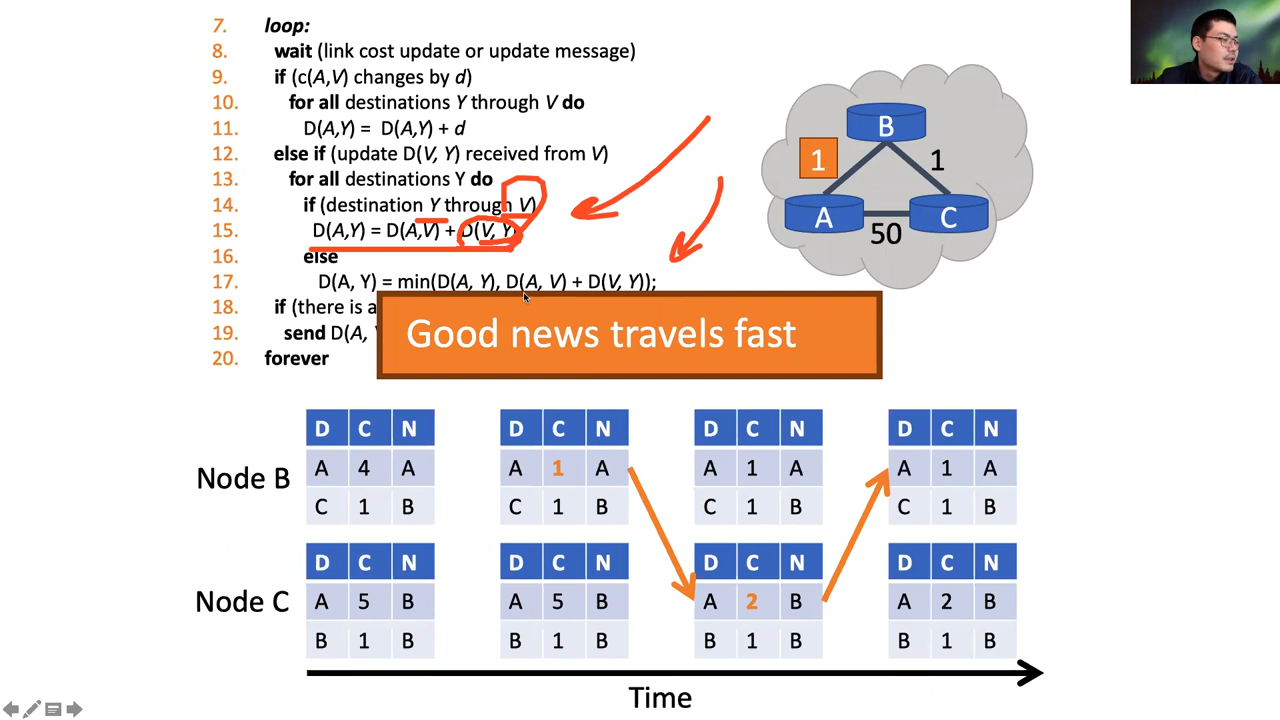 7. loop:
8. wait (link cost update or update message)
9. if (c(A,V) changes by d)
10. for all destinations Y through V do
11. D(A,Y) = D(A,Y) + d
12. else if (update D(V, Y) received from V)
13. for all destinations Y do
14. if (destination Y through V)
15. D(A,Y) = D(A,V) + D(V, Y)
16. else
17. D(A, Y) = min(D(A, Y), D(A, V) + D(V, Y));
18. if (there is a
19. send D(A,
20. forever
Good news travels fast
B
1 1
A C
50
Node B
D C N
A 4 A
C 1 B
D C N
A 1 A
C 1 B
D C N
A 1 A
C 1 B
D C N
A 1 A
C 1 B
Node C
D C N
A 5 B
B 1 B
D C N
A 5 B
B 1 B
D C N
A 2 B
B 1 B
D C N
A 2 B
B 1 B
Time